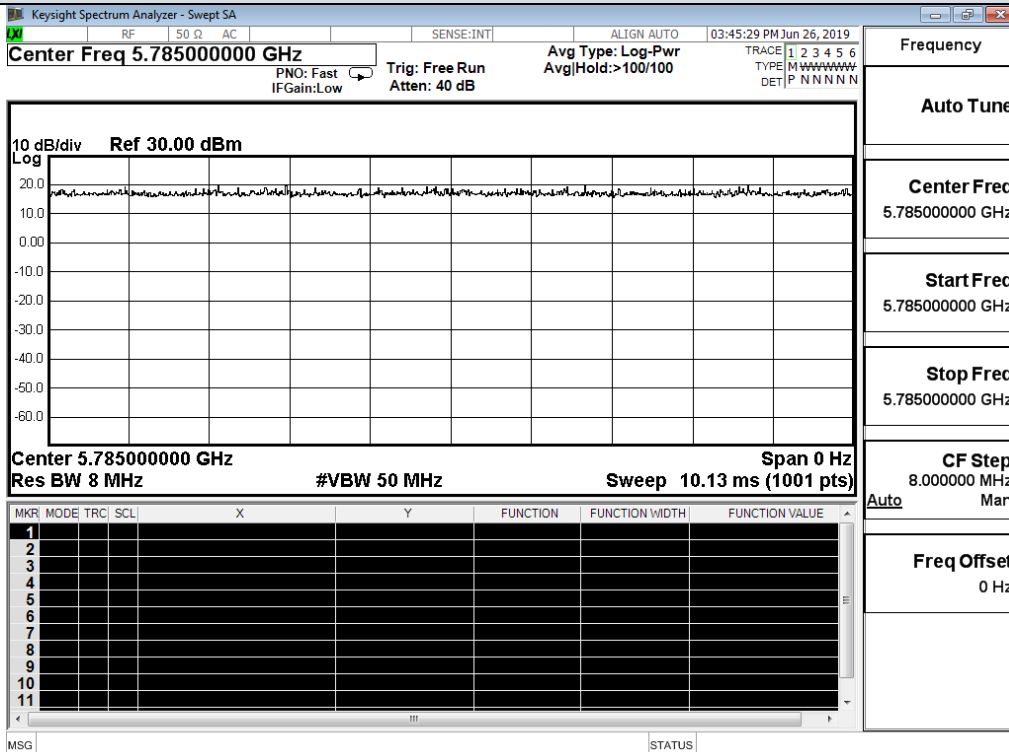 Keysight Spectrum Analyzer - Swept SA
LXI RF 50 Ω AC SENSE:INT ALIGN AUTO 03:45:29 PM Jun 26, 2019
Center Freq 5.785000000 GHz
PNO: Fast
IFGain:Low
Trig: Free Run
Atten: 40 dB
Avg Type: Log-Pwr
Avg|Hold:>100/100
TRACE 1 2 3 4 5 6
TYPE M WWWWW
DET P N N N N N
10 dB/div Ref 30.00 dBm
Log
20.0
10.0
0.00
-10.0
-20.0
-30.0
-40.0
-50.0
-60.0
Center 5.785000000 GHz Span 0 Hz
Res BW 8 MHz #VBW 50 MHz Sweep 10.13 ms (1001 pts)
MKR MODE TRC SCL X Y FUNCTION FUNCTION WIDTH FUNCTION VALUE
1
2
3
4
5
6
7
8
9
10
11
MSG STATUS
Frequency
Auto Tune
Center Freq
5.785000000 GHz
Start Freq
5.785000000 GHz
Stop Freq
5.785000000 GHz
CF Step
8.000000 MHz
Auto Man
Freq Offset
0 Hz